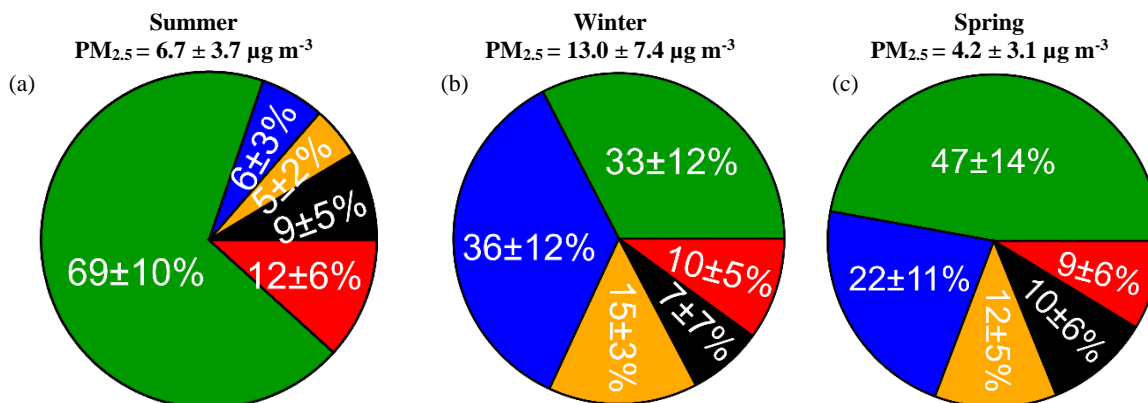 Summer
PM2.5 = 6.7 ± 3.7 µg m-3
(a)
6±3%
5±2%
9±5%
69±10%
12±6%
Winter
PM2.5 = 13.0 ± 7.4 µg m-3
(b)
33±12%
36±12%
10±5%
7±7%
15±3%
Spring
PM2.5 = 4.2 ± 3.1 µg m-3
(c)
47±14%
22±11%
9±6%
10±6%
12±5%